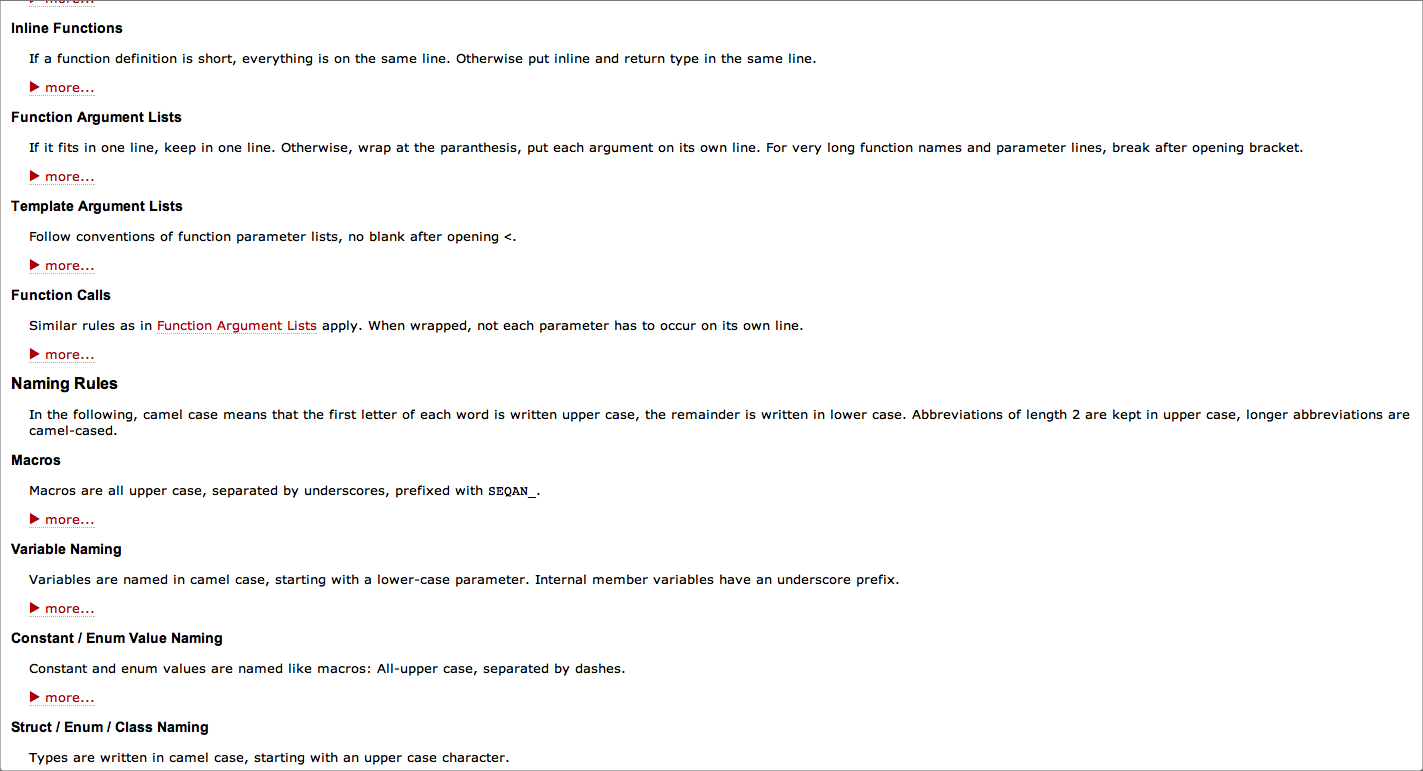 ▶ more...
Inline Functions
If a function definition is short, everything is on the same line. Otherwise put inline and return type in the same line.
▶ more...
Function Argument Lists
If it fits in one line, keep in one line. Otherwise, wrap at the paranthesis, put each argument on its own line. For very long function names and parameter lines, break after opening bracket.
▶ more...
Template Argument Lists
Follow conventions of function parameter lists, no blank after opening <.
▶ more...
Function Calls
Similar rules as in Function Argument Lists apply. When wrapped, not each parameter has to occur on its own line.
▶ more...
Naming Rules
In the following, camel case means that the first letter of each word is written upper case, the remainder is written in lower case. Abbreviations of length 2 are kept in upper case, longer abbreviations are
camel-cased.
Macros
Macros are all upper case, separated by underscores, prefixed with SEQAN_.
▶ more...
Variable Naming
Variables are named in camel case, starting with a lower-case parameter. Internal member variables have an underscore prefix.
▶ more...
Constant / Enum Value Naming
Constant and enum values are named like macros: All-upper case, separated by dashes.
▶ more...
Struct / Enum / Class Naming
Types are written in camel case, starting with an upper case character.